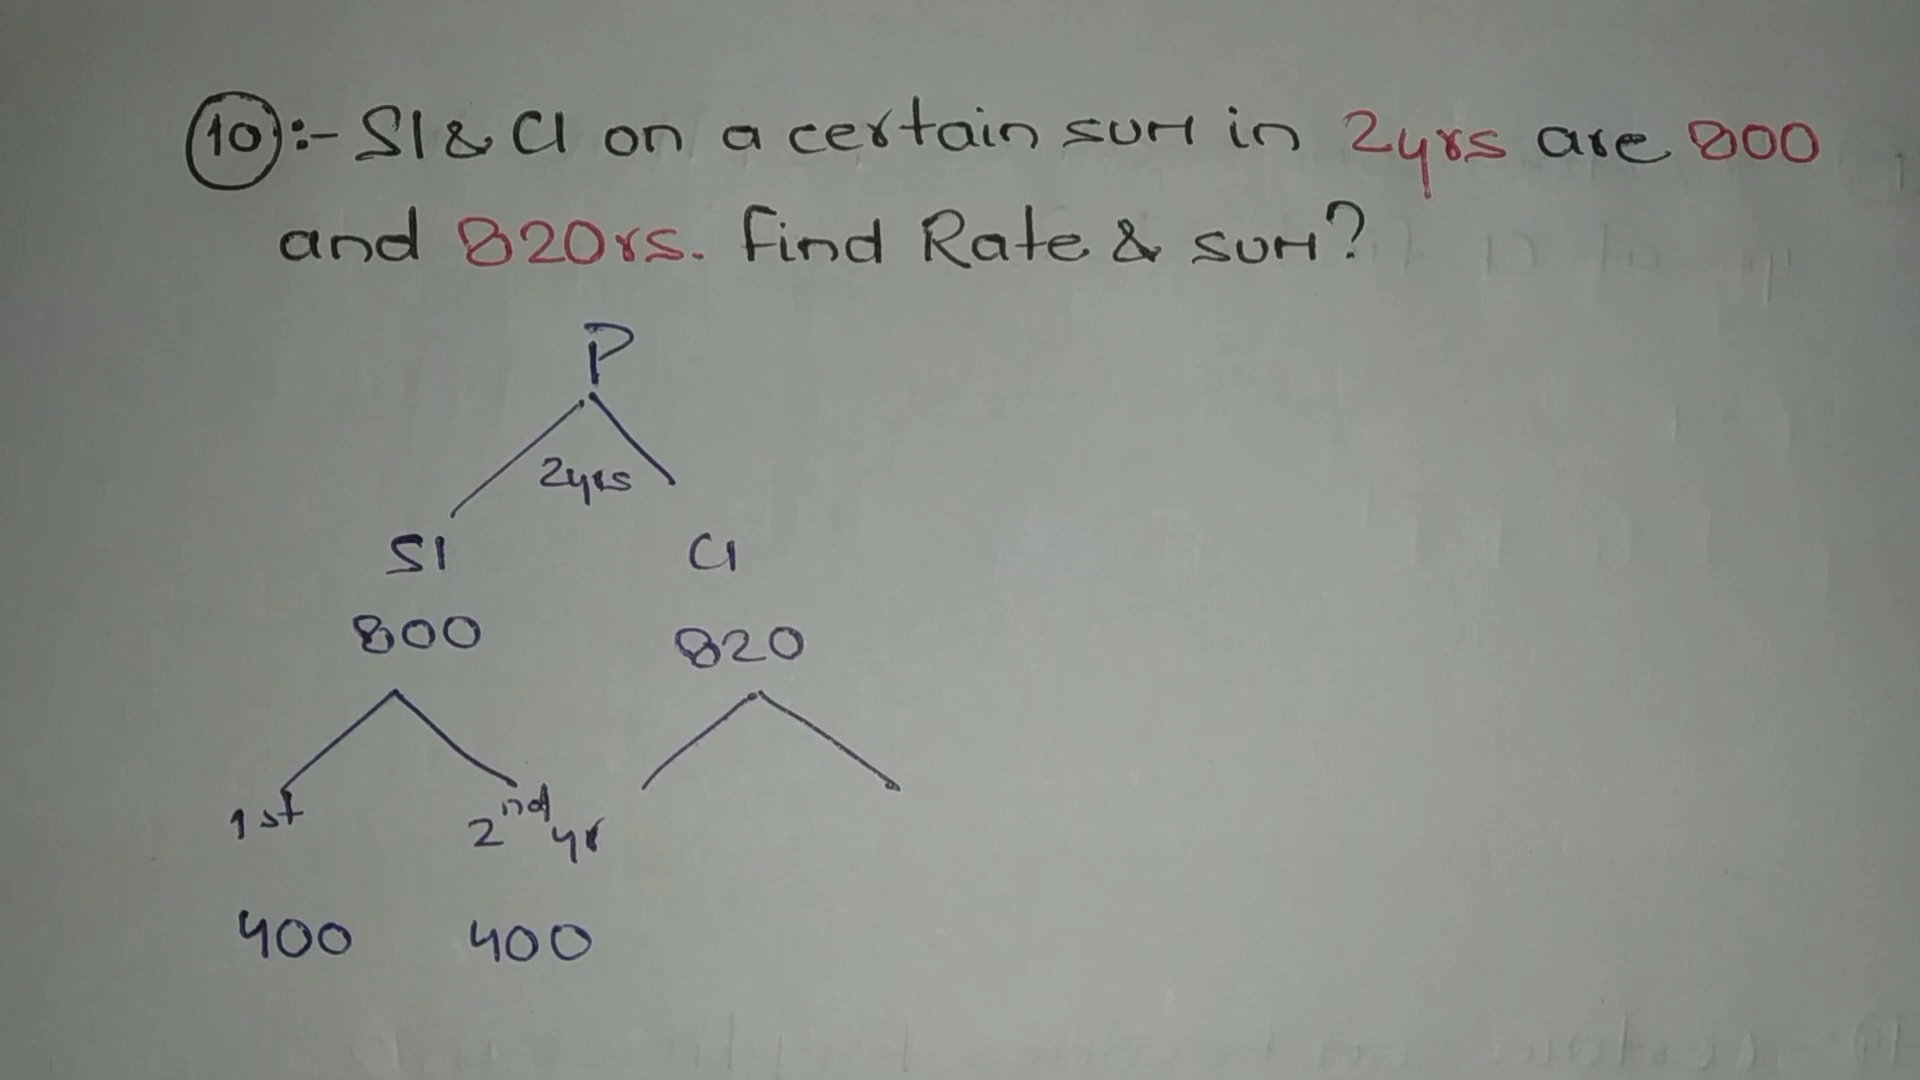 10:- SI & CI on a certain sum in 2yrs are 800
and 820rs. Find Rate & sum?
P
2yrs
SI CI
800 820
1st 2nd yr
400 400